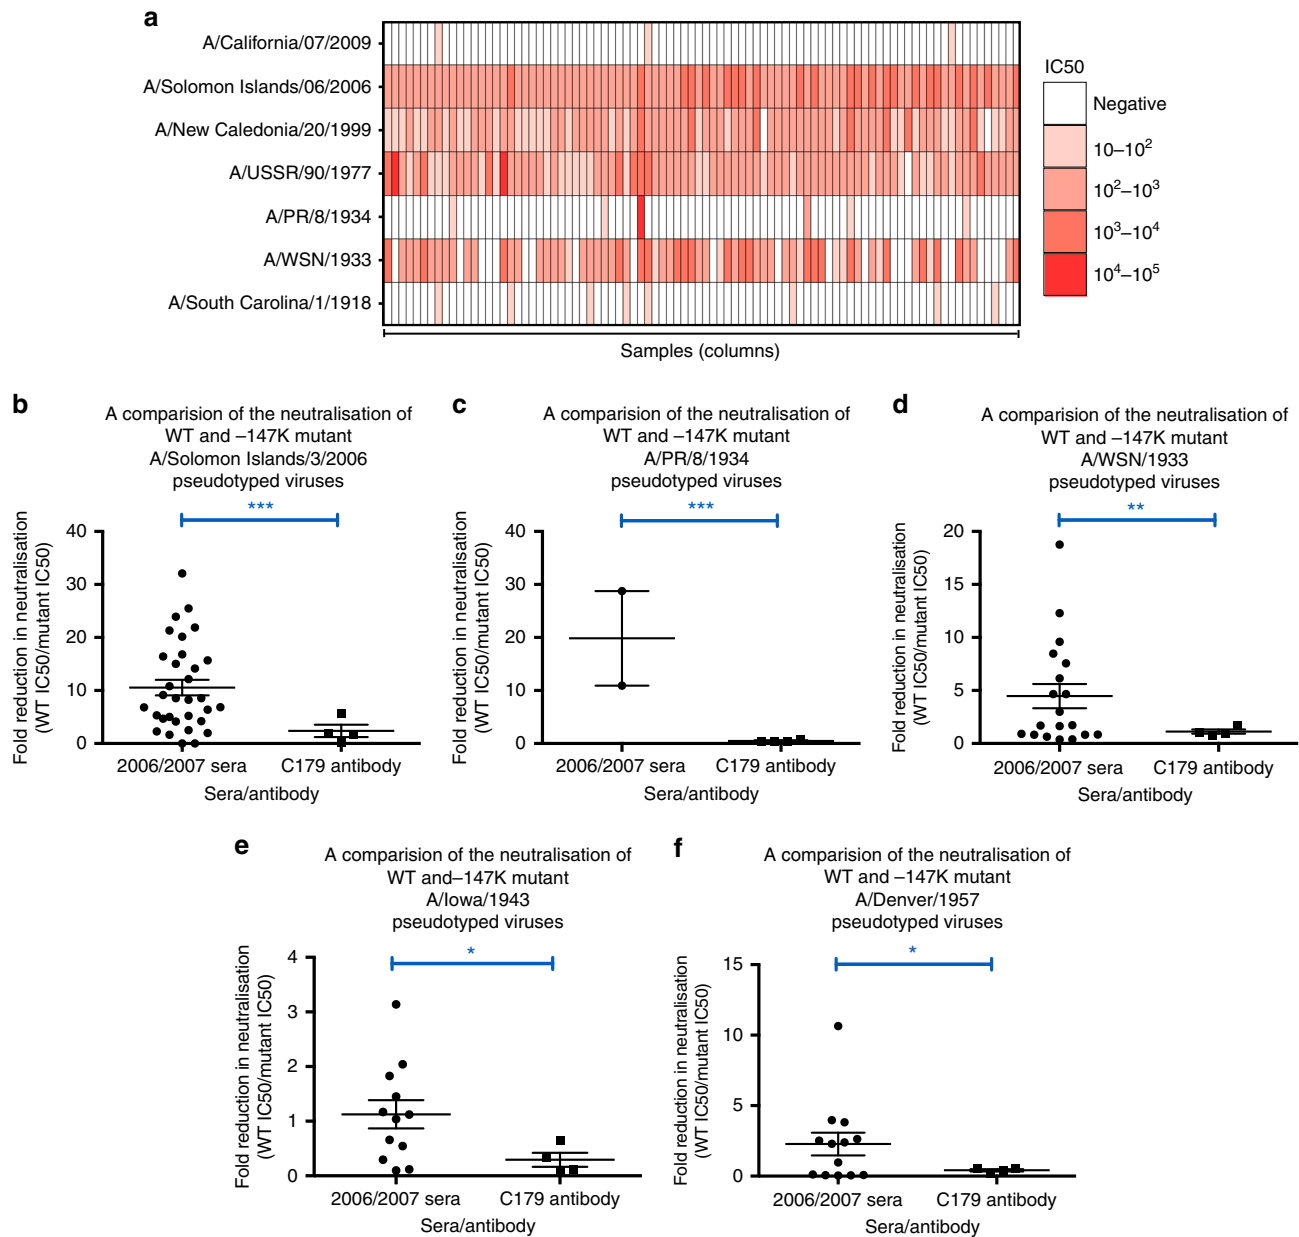 a
A/California/07/2009
A/Solomon Islands/06/2006
A/New Caledonia/20/1999
A/USSR/90/1977
A/PR/8/1934
A/WSN/1933
A/South Carolina/1/1918
Samples (columns)
IC50
Negative
10–10²
10²–10³
10³–10⁴
10⁴–10⁵
b
A comparision of the neutralisation of
WT and –147K mutant
A/Solomon Islands/3/2006
pseudotyped viruses
***
Fold reduction in neutralisation
(WT IC50/mutant IC50)
40
30
20
10
0
2006/2007 sera
C179 antibody
Sera/antibody
c
A comparision of the neutralisation of
WT and –147K mutant
A/PR/8/1934
pseudotyped viruses
***
Fold reduction in neutralisation
(WT IC50/mutant IC50)
40
30
20
10
0
2006/2007 sera
C179 antibody
Sera/antibody
d
A comparision of the neutralisation of
WT and –147K mutant
A/WSN/1933
pseudotyped viruses
**
Fold reduction in neutralisation
(WT IC50/mutant IC50)
20
15
10
5
0
2006/2007 sera
C179 antibody
Sera/antibody
e
A comparision of the neutralisation of
WT and–147K mutant
A/Iowa/1943
pseudotyped viruses
*
Fold reduction in neutralisation
(WT IC50/mutant IC50)
4
3
2
1
0
2006/2007 sera
C179 antibody
Sera/antibody
f
A comparision of the neutralisation of
WT and –147K mutant
A/Denver/1957
pseudotyped viruses
*
Fold reduction in neutralisation
(WT IC50/mutant IC50)
15
10
5
0
2006/2007 sera
C179 antibody
Sera/antibody